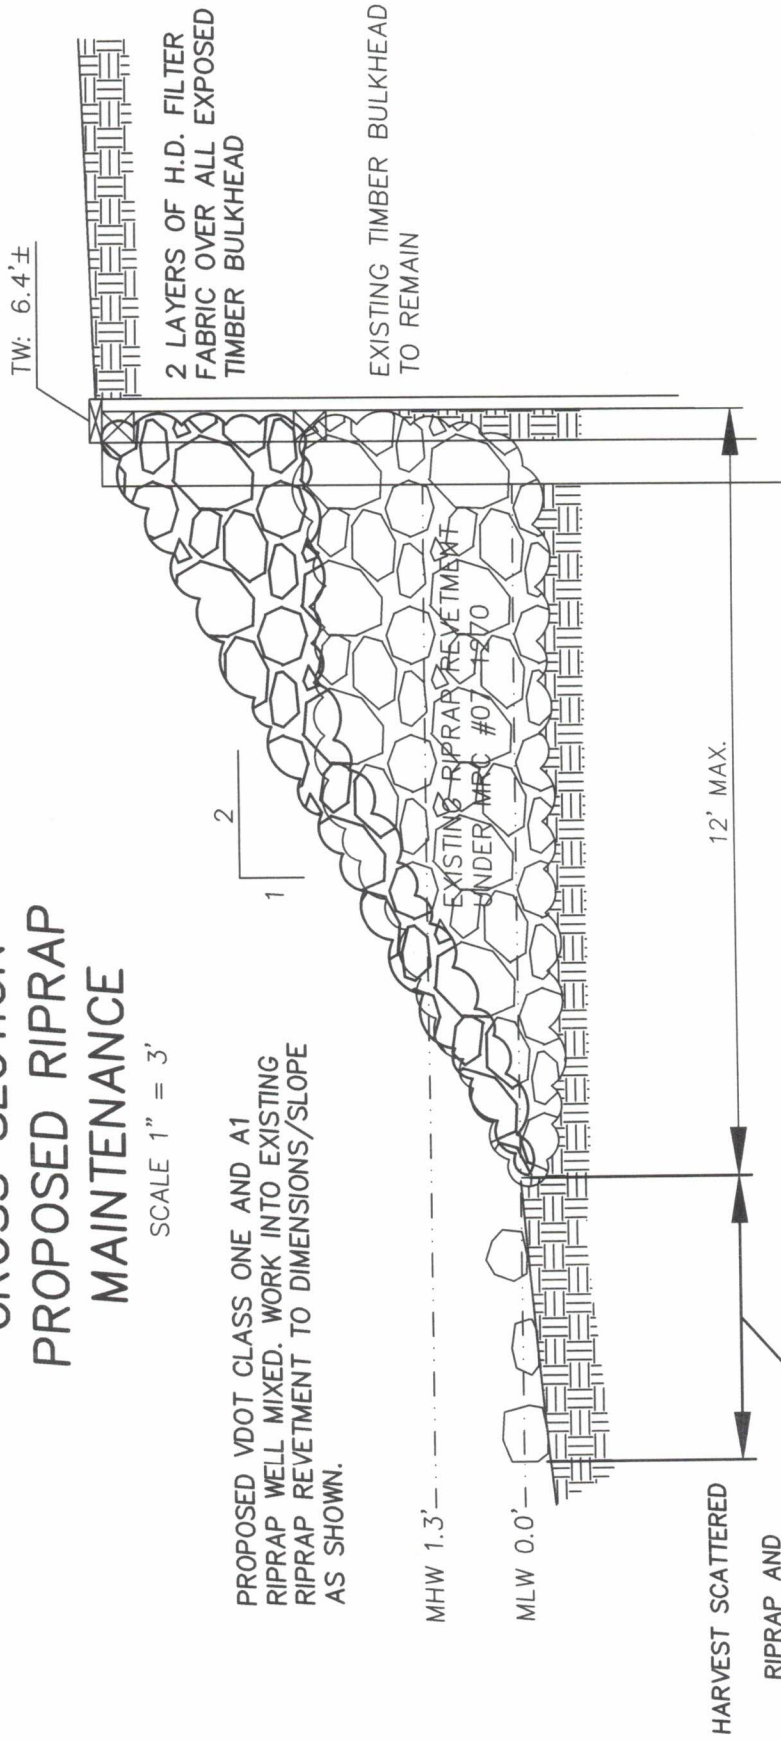 PROPOSED RIPRAP
MAINTENANCE
SCALE 1" = 3'
TW: 6.4'±
2 LAYERS OF H.D. FILTER
FABRIC OVER ALL EXPOSED
TIMBER BULKHEAD
EXISTING TIMBER BULKHEAD
TO REMAIN
2
1
PROPOSED VDOT CLASS ONE AND A1
RIPRAP WELL MIXED. WORK INTO EXISTING
RIPRAP REVETMENT TO DIMENSIONS/SLOPE
AS SHOWN.
EXISTING RIPRAP REVETMENT
UNDER MRC #07
MHW 1.3'
MLW 0.0'
12' MAX.
HARVEST SCATTERED
RIPRAP AND